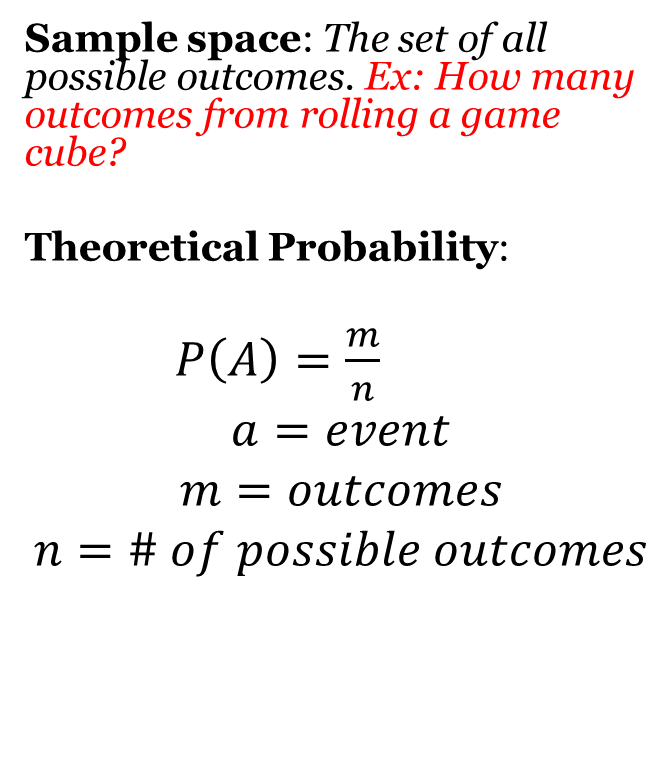 Sample space: The set of all
possible outcomes. Ex: How many
outcomes from rolling a game
cube?
Theoretical Probability:
P(A) = m/n
a = event
m = outcomes
n = # of possible outcomes